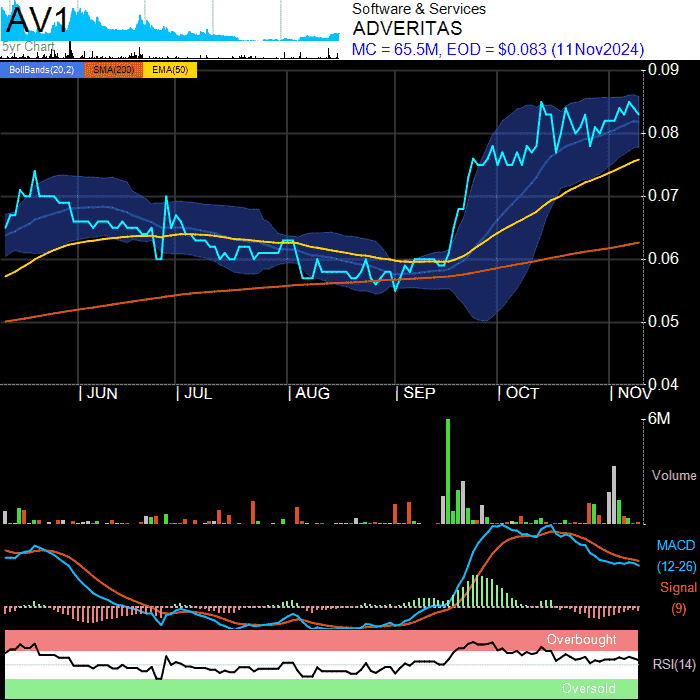 AV1
5yr Chart
Software & Services
ADVERITAS
MC = 65.5M, EOD = $0.083 (11Nov2024)
BollBands(20,2) SMA(200) EMA(50)
0.09
0.08
0.07
0.06
0.05
0.04
JUN JUL AUG SEP OCT NOV
6M
Volume
MACD
(12-26)
Signal
(9)
Overbought
RSI(14)
Oversold